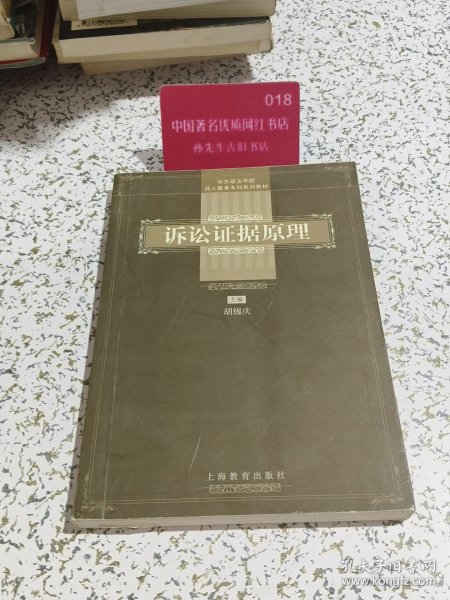 018
中国著名优质网红书店
孙先生古旧书店
华东政法学院
成人教育本科系列教材
诉讼证据原理
主编
胡锡庆
上海教育出版社
孔夫子旧书网
www.kongfz.com